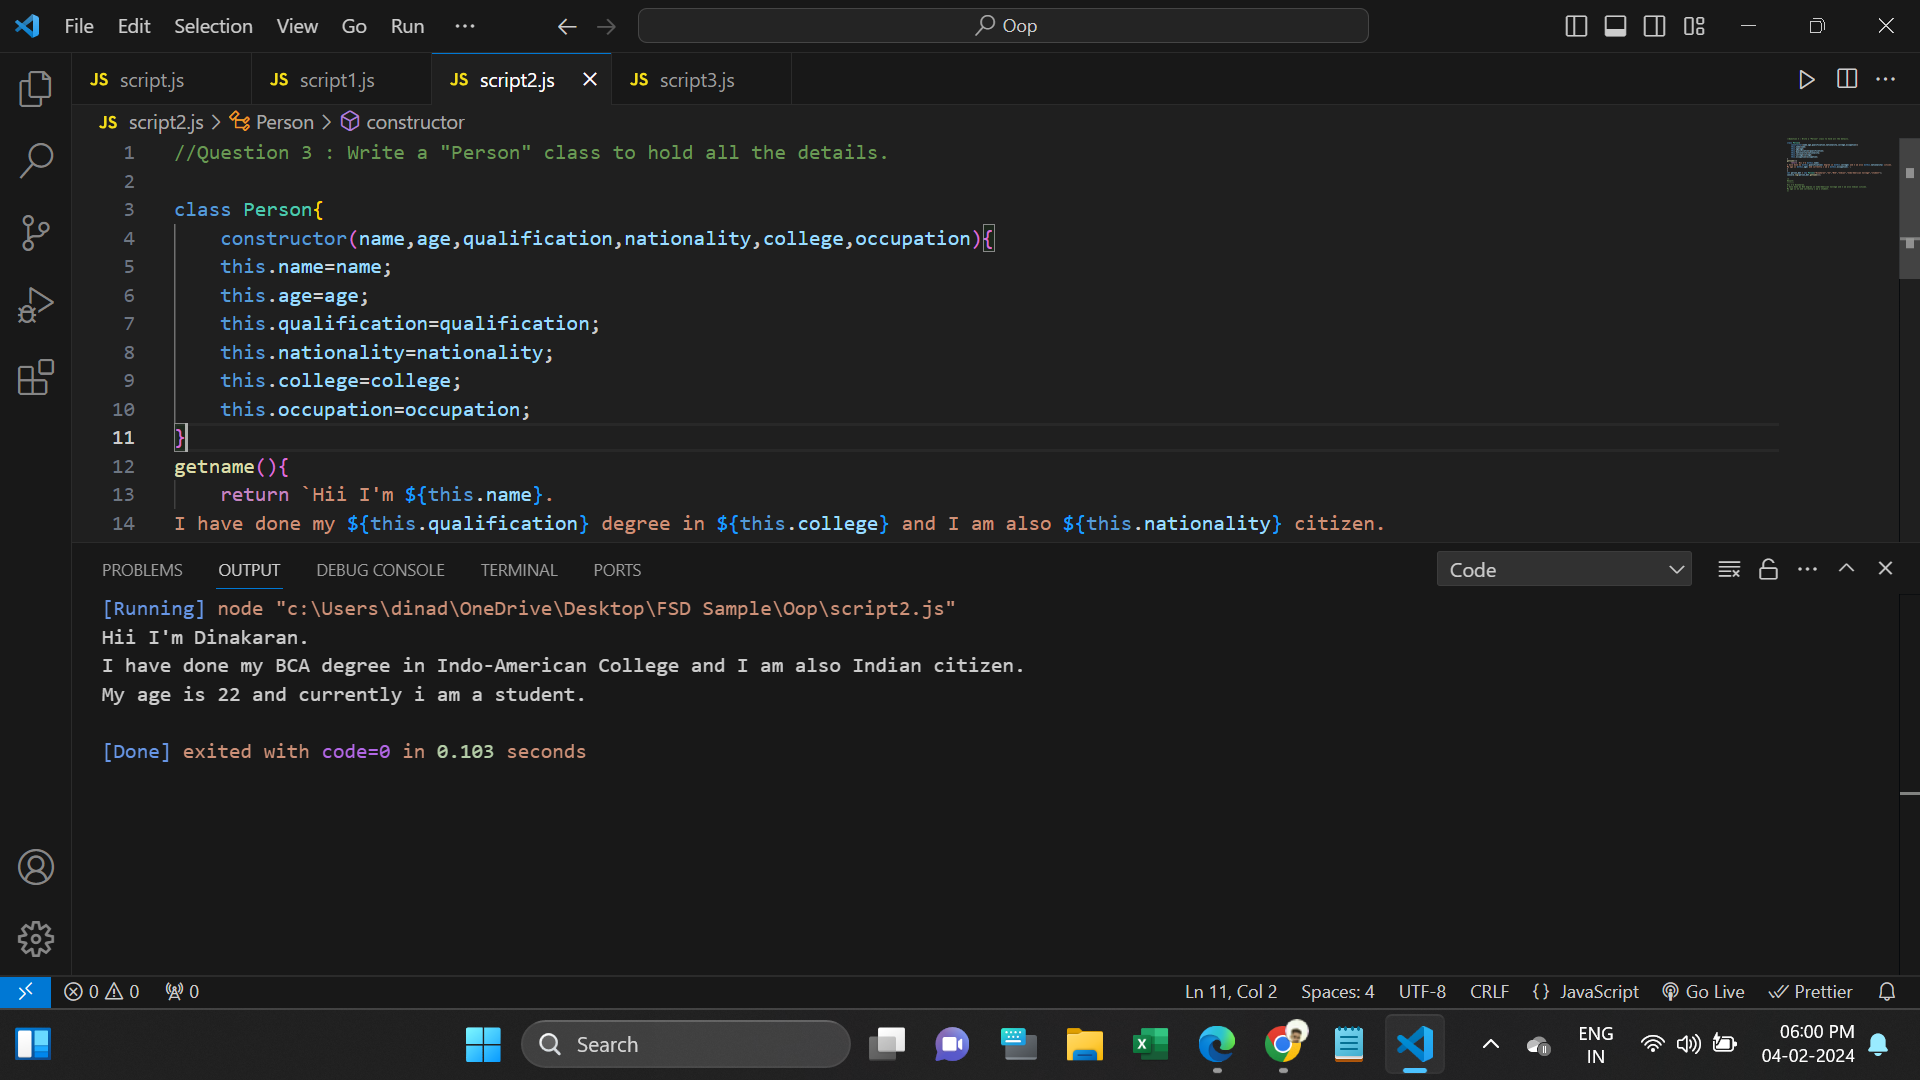 File Edit Selection View Go Run ··· Oop
JS script.js JS script1.js JS script2.js JS script3.js
JS script2.js > Person > constructor
1 //Question 3 : Write a "Person" class to hold all the details.
2
3 class Person{
4 constructor(name,age,qualification,nationality,college,occupation){
5 this.name=name;
6 this.age=age;
7 this.qualification=qualification;
8 this.nationality=nationality;
9 this.college=college;
10 this.occupation=occupation;
11 }
12 getname(){
13 return `Hii I'm ${this.name}.
14 I have done my ${this.qualification} degree in ${this.college} and I am also ${this.nationality} citizen.
PROBLEMS OUTPUT DEBUG CONSOLE TERMINAL PORTS Code
[Running] node "c:\Users\dinad\OneDrive\Desktop\FSD Sample\Oop\script2.js"
Hii I'm Dinakaran.
I have done my BCA degree in Indo-American College and I am also Indian citizen.
My age is 22 and currently i am a student.
[Done] exited with code=0 in 0.103 seconds
0 0 0 Ln 11, Col 2 Spaces: 4 UTF-8 CRLF {} JavaScript Go Live Prettier
Search ENG 06:00 PM
IN 04-02-2024